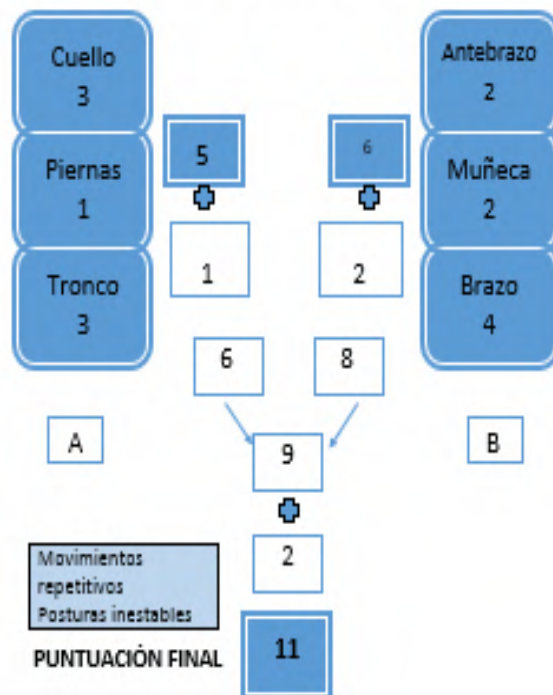 Cuello
3
Piernas
1
Tronco
3
5
1
6
A
6
2
8
Antebrazo
2
Muñeca
2
Brazo
4
B
9
2
Movimientos
repetitivos
Posturas inestables
PUNTUACIÓN FINAL
11